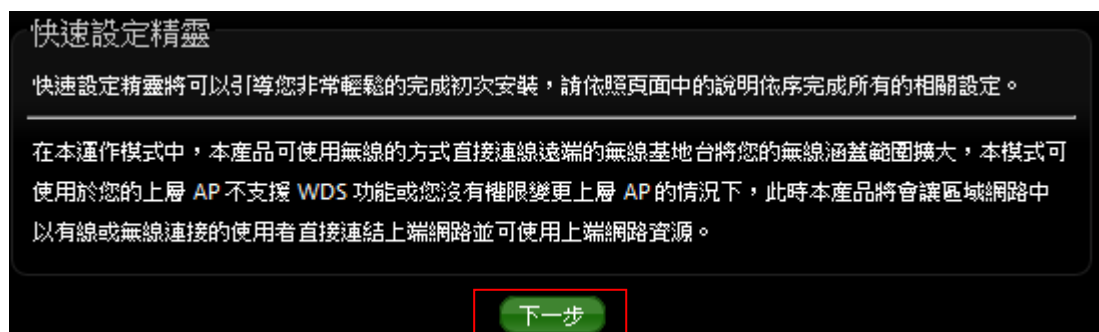 快速設定精靈
快速設定精靈將可以引導您非常輕鬆的完成初次安裝，請依照頁面中的說明依序完成所有的相關設定。
在本運作模式中，本產品可使用無線的方式直接連線遠端的無線基地台將您的無線涵蓋範圍擴大，本模式可
使用於您的上層 AP 不支援 WDS 功能或您沒有權限變更上層 AP 的情況下，此時本產品將會讓區域網路中
以有線或無線連接的使用者直接連結上端網路並可使用上端網路資源。
下一步